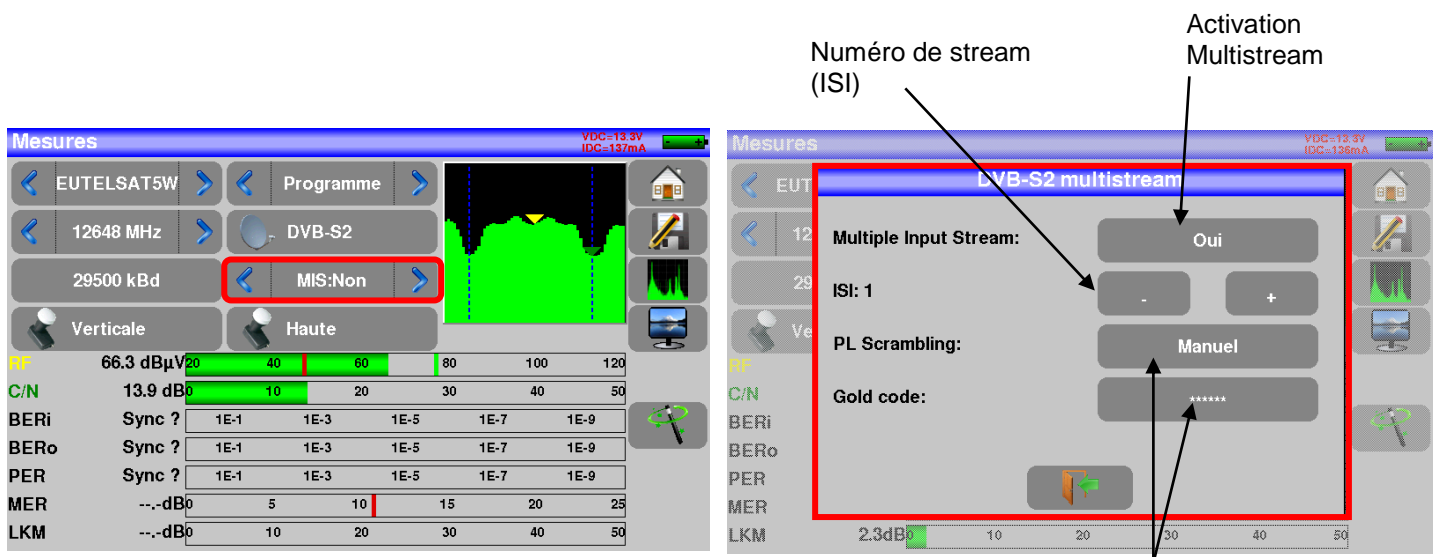 Activation
Multistream
Numéro de stream
(ISI)
Mesures
VDC=13.3V
IDC=137mA
- +
EUTELSAT5W
Programme
12648 MHz
DVB-S2
29500 kBd
MIS:Non
Verticale
Haute
RF 66.3 dBµV 20 40 60 80 100 120
C/N 13.9 dB 0 10 20 30 40 50
BERi Sync ? 1E-1 1E-3 1E-5 1E-7 1E-9
BERo Sync ? 1E-1 1E-3 1E-5 1E-7 1E-9
PER Sync ? 1E-1 1E-3 1E-5 1E-7 1E-9
MER --.-dB 0 5 10 15 20 25
LKM --.-dB 0 10 20 30 40 50
Mesures
IDC=136mA
- +
EUT
12
29
Ve
DVB-S2 multistream
Multiple Input Stream: Oui
ISI: 1 - +
PL Scrambling: Manuel
Gold code: ******
RF
C/N
BERi
BERo
PER
MER
LKM 2.3dB 0 10 20 30 40 50